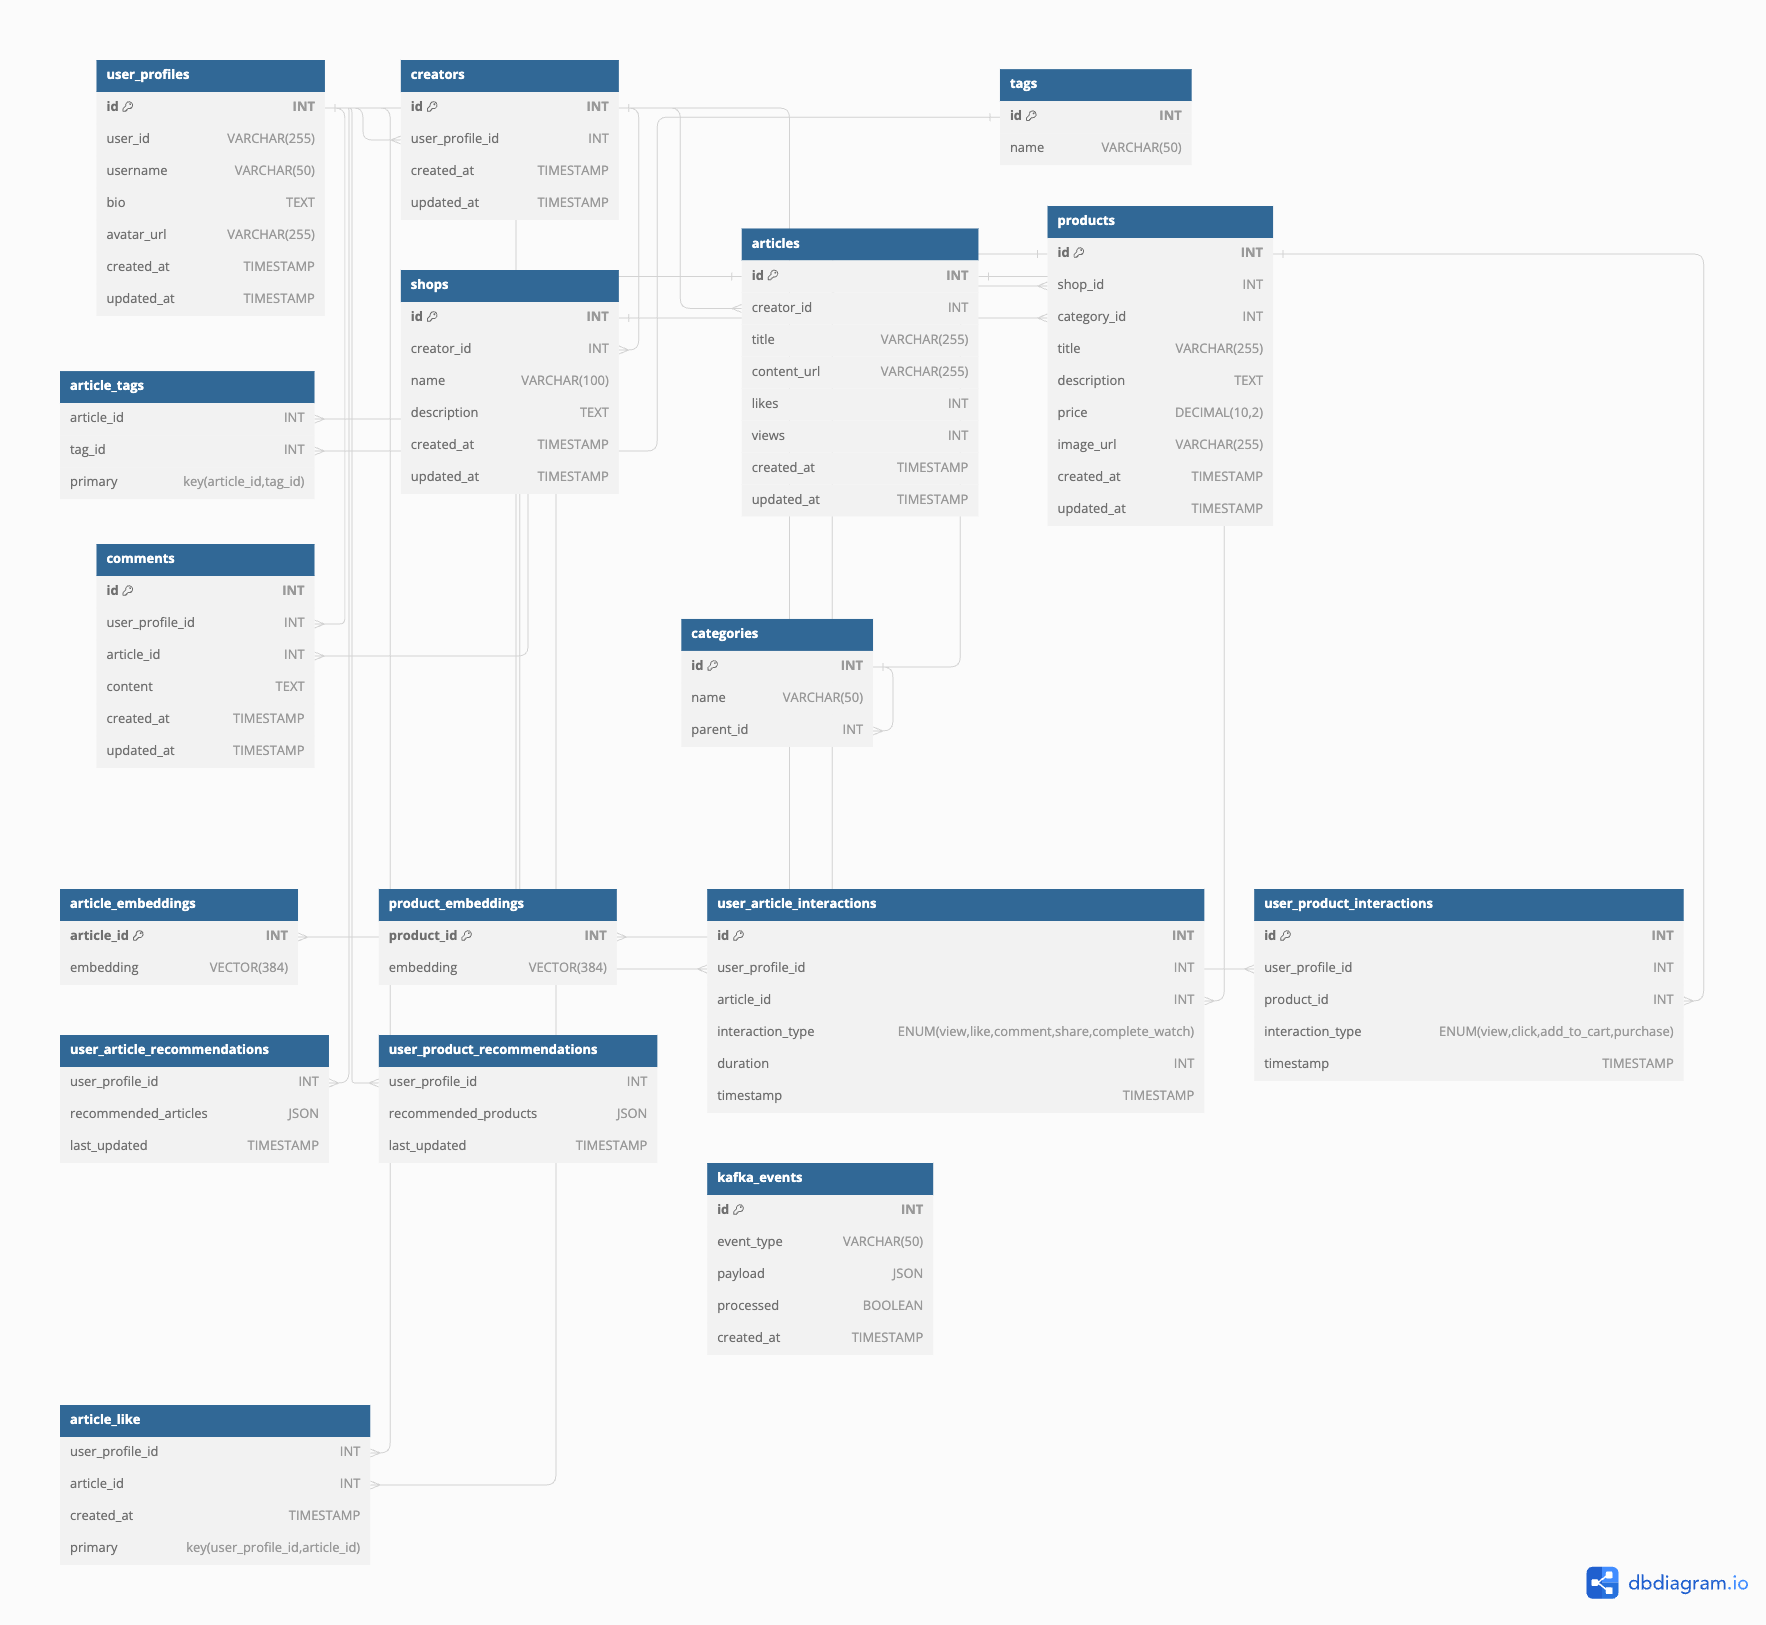 user_profiles
id INT
user_id VARCHAR(255)
username VARCHAR(50)
bio TEXT
avatar_url VARCHAR(255)
created_at TIMESTAMP
updated_at TIMESTAMP
creators
id INT
user_profile_id INT
created_at TIMESTAMP
updated_at TIMESTAMP
tags
id INT
name VARCHAR(50)
products
id INT
shop_id INT
category_id INT
title VARCHAR(255)
description TEXT
price DECIMAL(10,2)
image_url VARCHAR(255)
created_at TIMESTAMP
updated_at TIMESTAMP
articles
id INT
creator_id INT
title VARCHAR(255)
content_url VARCHAR(255)
likes INT
views INT
created_at TIMESTAMP
updated_at TIMESTAMP
shops
id INT
creator_id INT
name VARCHAR(100)
description TEXT
created_at TIMESTAMP
updated_at TIMESTAMP
article_tags
article_id INT
tag_id INT
primary key(article_id,tag_id)
comments
id INT
user_profile_id INT
article_id INT
content TEXT
created_at TIMESTAMP
updated_at TIMESTAMP
categories
id INT
name VARCHAR(50)
parent_id INT
article_embeddings
article_id INT
embedding VECTOR(384)
product_embeddings
product_id INT
embedding VECTOR(384)
user_article_interactions
id INT
user_profile_id INT
article_id INT
interaction_type ENUM(view,like,comment,share,complete_watch)
duration INT
timestamp TIMESTAMP
user_product_interactions
id INT
user_profile_id INT
product_id INT
interaction_type ENUM(view,click,add_to_cart,purchase)
timestamp TIMESTAMP
user_article_recommendations
user_profile_id INT
recommended_articles JSON
last_updated TIMESTAMP
user_product_recommendations
user_profile_id INT
recommended_products JSON
last_updated TIMESTAMP
kafka_events
id INT
event_type VARCHAR(50)
payload JSON
processed BOOLEAN
created_at TIMESTAMP
article_like
user_profile_id INT
article_id INT
created_at TIMESTAMP
primary key(user_profile_id,article_id)
dbdiagram.io